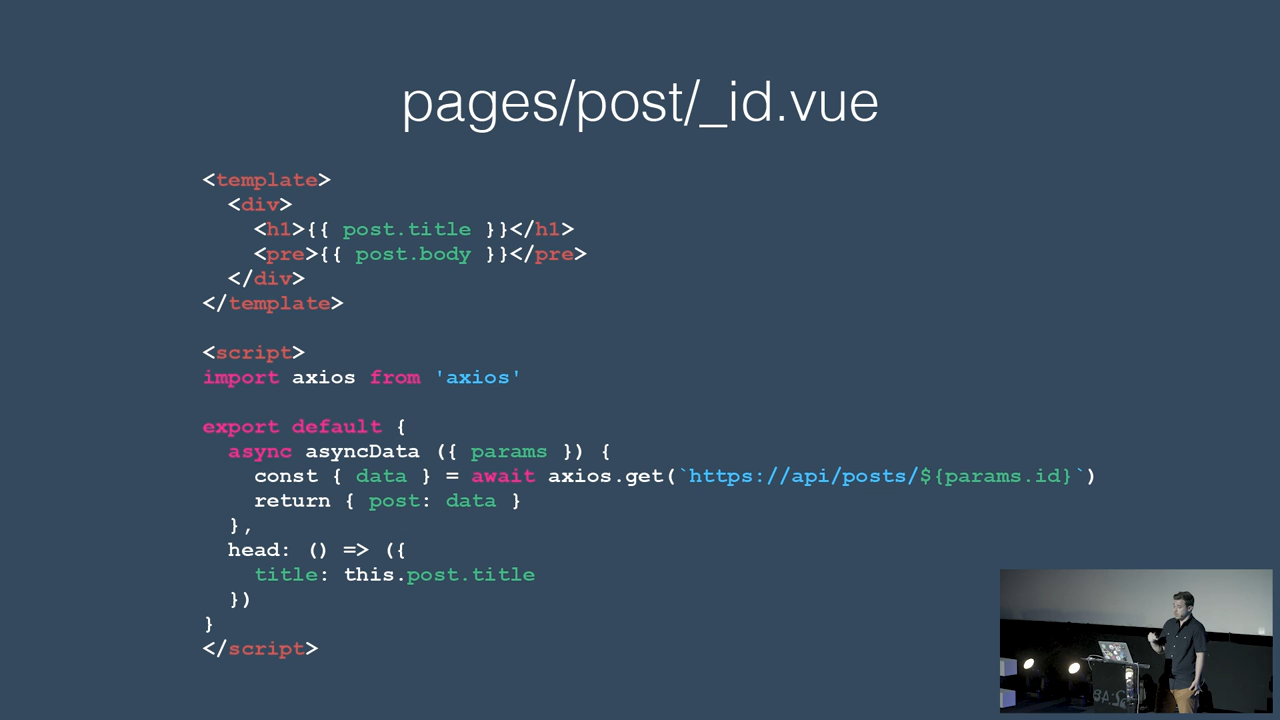 pages/post/_id.vue
<template>
  <div>
    <h1>{{ post.title }}</h1>
    <pre>{{ post.body }}</pre>
  </div>
</template>

<script>
import axios from 'axios'

export default {
  async asyncData ({ params }) {
    const { data } = await axios.get(`https://api/posts/${params.id}`)
    return { post: data }
  },
  head: () => ({
    title: this.post.title
  })
}
</script>